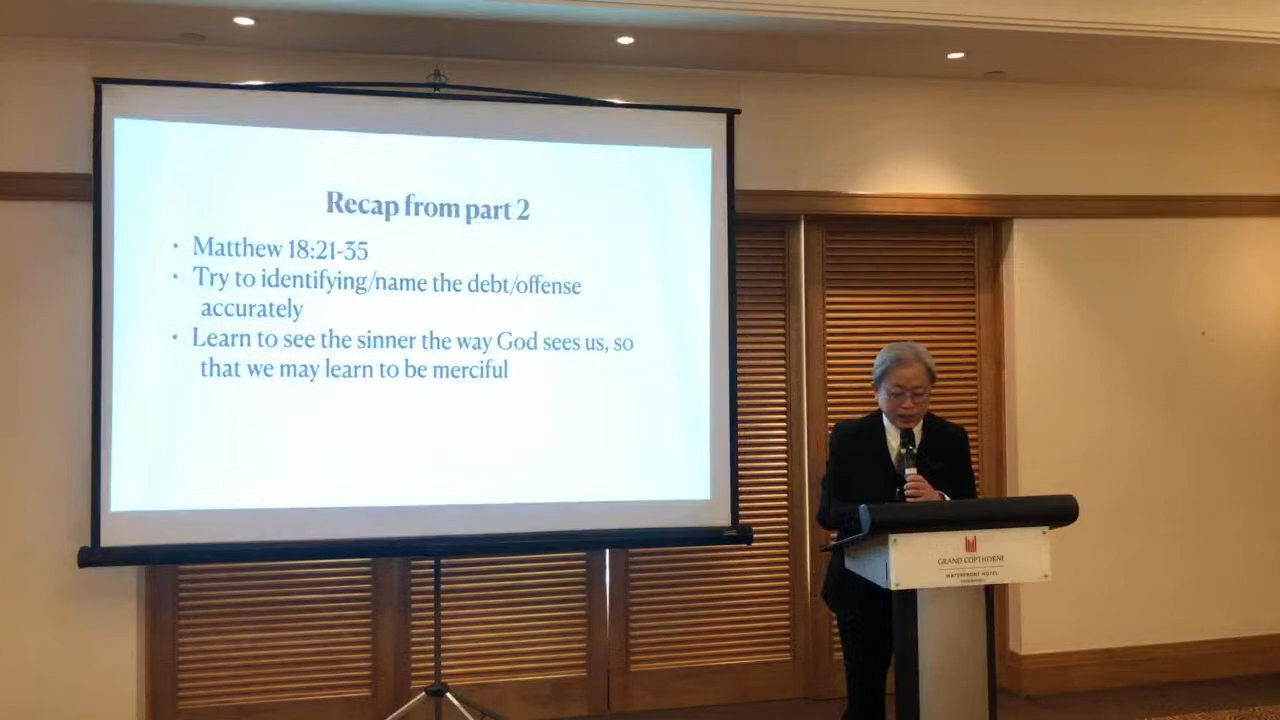 Recap from part 2
• Matthew 18:21-35
• Try to identifying/name the debt/offense
accurately
• Learn to see the sinner the way God sees us, so
that we may learn to be merciful
GRAND COPTHORNE
WATERFRONT HOTEL